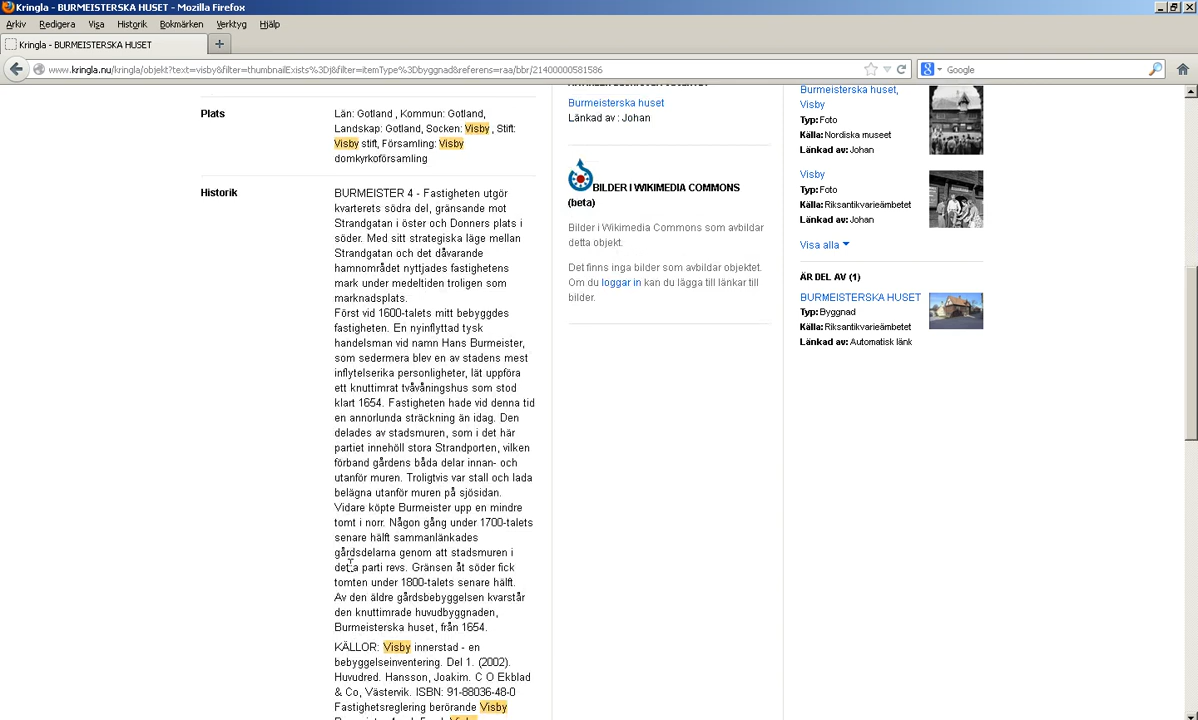 Kringla - BURMEISTERSKA HUSET - Mozilla Firefox
Arkiv Redigera Visa Historik Bokmärken Verktyg Hjälp
Kringla - BURMEISTERSKA HUSET
www.kringla.nu/kringla/objekt?text=visby&filter=thumbnailExists%3Dj&filter=itemType%3Dbyggnad&referens=raa/bbr/21400000581586
Google
Plats
Län: Gotland , Kommun: Gotland,
Landskap: Gotland, Socken: Visby , Stift:
Visby stift, Församling: Visby
domkyrkoförsamling
Historik
BURMEISTER 4 - Fastigheten utgör
kvarterets södra del, gränsande mot
Strandgatan i öster och Donners plats i
söder. Med sitt strategiska läge mellan
Strandgatan och det dåvarande
hamnområdet nyttjades fastighetens
mark under medeltiden troligen som
marknadsplats.
Först vid 1600-talets mitt bebyggdes
fastigheten. En nyinflyttad tysk
handelsman vid namn Hans Burmeister,
som sedermera blev en av stadens mest
inflytelserika personligheter, lät uppföra
ett knuttimrat tvåvåningshus som stod
klart 1654. Fastigheten hade vid denna tid
en annorlunda sträckning än idag. Den
delades av stadsmuren, som i det här
partiet innehöll stora Strandporten, vilken
förband gårdens båda delar innan- och
utanför muren. Troligtvis var stall och lada
belägna utanför muren på sjösidan.
Vidare köpte Burmeister upp en mindre
tomt i norr. Någon gång under 1700-talets
senare hälft sammanlänkades
gårdsdelarna genom att stadsmuren i
detta parti revs. Gränsen åt söder fick
tomten under 1800-talets senare hälft.
Av den äldre gårdsbebyggelsen kvarstår
den knuttimrade huvudbyggnaden,
Burmeisterska huset, från 1654.
KÄLLOR: Visby innerstad - en
bebyggelseinventering. Del 1. (2002).
Huvudred. Hansson, Joakim. C O Ekblad
& Co, Västervik. ISBN: 91-88036-48-0
Fastighetsreglering berörande Visby
Burmeisterska huset
Länkad av : Johan
BILDER I WIKIMEDIA COMMONS
(beta)
Bilder i Wikimedia Commons som avbildar
detta objekt.
Det finns inga bilder som avbildar objektet.
Om du loggar in kan du lägga till länkar till
bilder.
Burmeisterska huset,
Visby
Typ: Foto
Källa: Nordiska museet
Länkad av: Johan
Visby
Typ: Foto
Källa: Riksantikvarieämbetet
Länkad av: Johan
Visa alla
ÄR DEL AV (1)
BURMEISTERSKA HUSET
Typ: Byggnad
Källa: Riksantikvarieämbetet
Länkad av: Automatisk länk